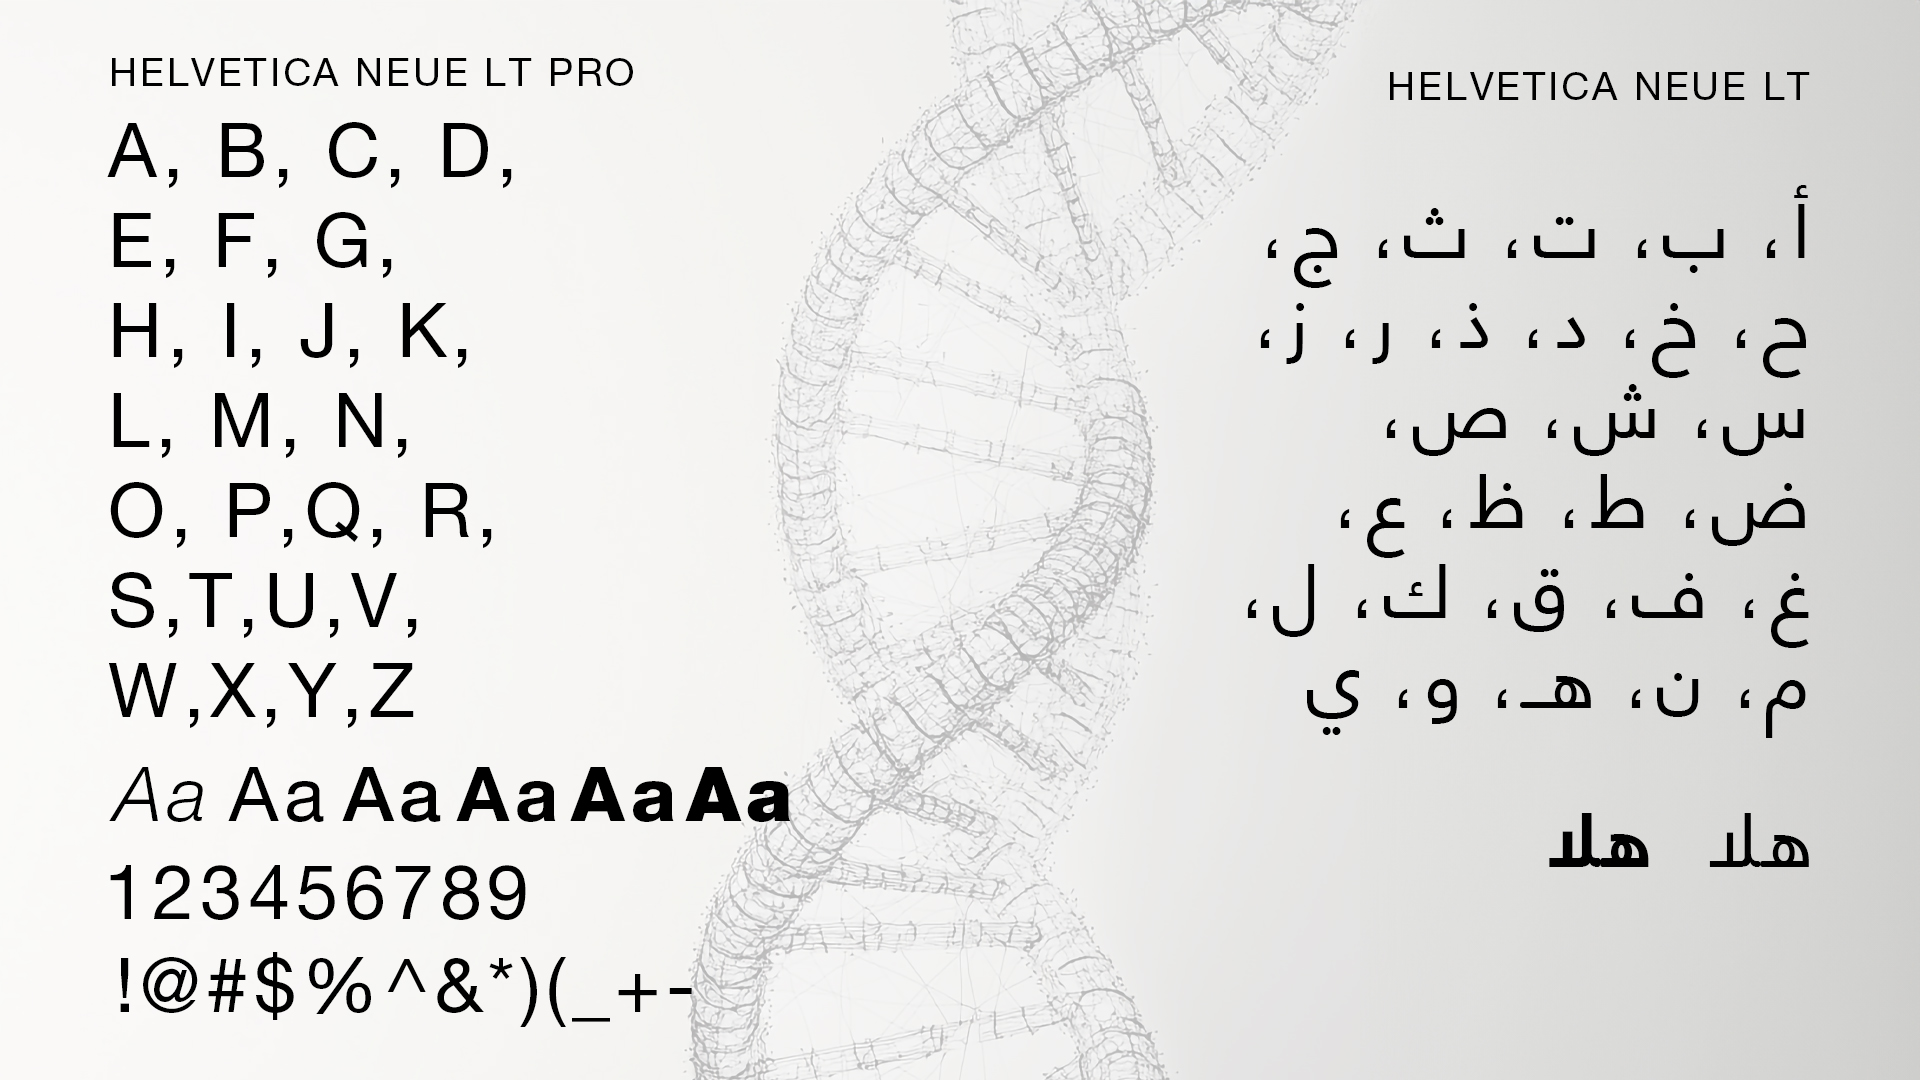 HELVETICA NEUE LT PRO
A, B, C, D,
E, F, G,
H, I, J, K,
L, M, N,
O, P,Q, R,
S,T,U,V,
W,X,Y,Z
Aa Aa Aa Aa Aa Aa
123456789
!@#$%^&*)(_+-
HELVETICA NEUE LT
أ، ب، ت، ث، ج،
ح، خ، د، ذ، ر، ز،
س، ش، ص،
ض، ط، ظ، ع،
غ، ف، ق، ك، ل،
م، ن، هـ، و، ي
هلا هلا